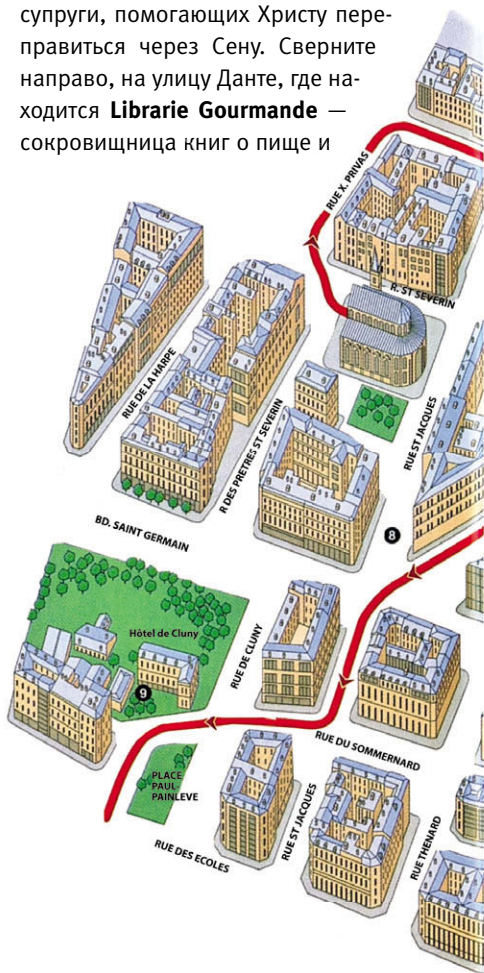 супруги, помогающих Христу пере-
правиться через Сену. Сверните
направо, на улицу Данте, где на-
ходится Librarie Gourmande —
сокровищница книг о пище и
RUE X. PRIVAS
R. ST SEVERIN
RUE DE LA HARPE
R DES PRETRES ST SEVERIN
RUE ST JACQUES
BD. SAINT GERMAIN
8
Hôtel de Cluny
RUE DE CLUNY
9
RUE DU SOMMERNARD
PLACE
PAUL
PAINLEVE
RUE DES ECOLES
RUE ST JACQUES
RUE THENARD